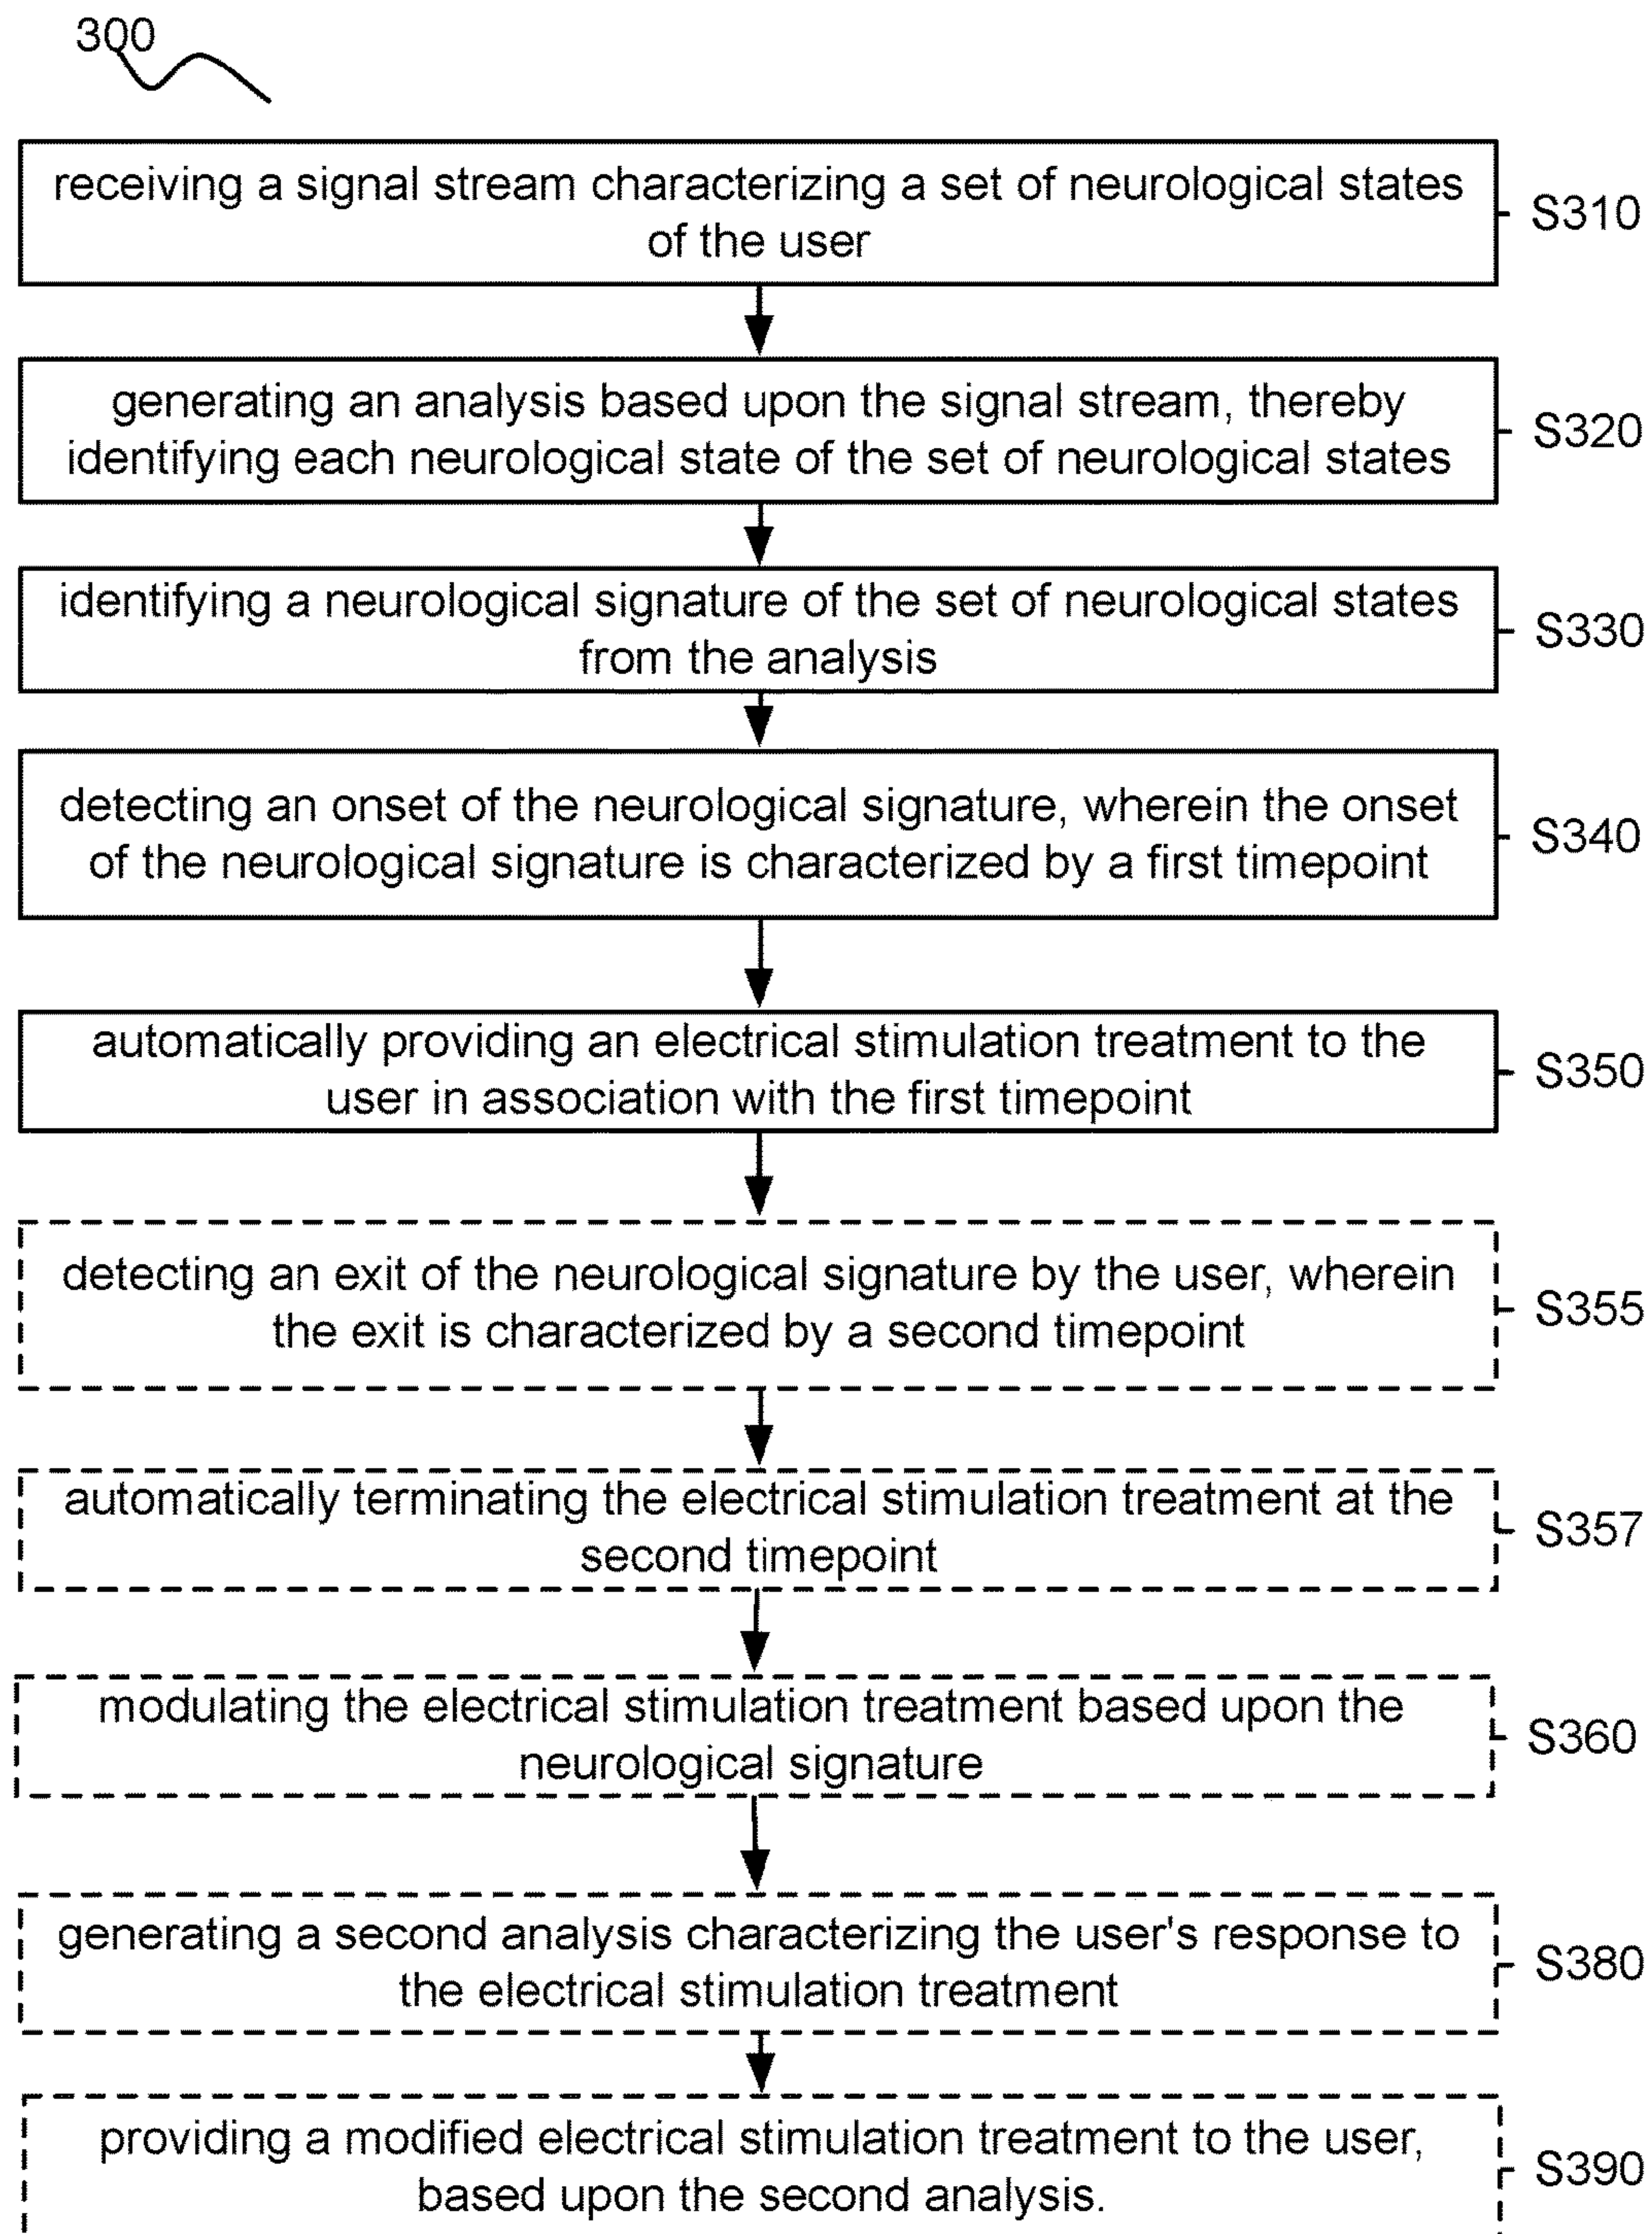 300
receiving a signal stream characterizing a set of neurological states
of the user
S310
generating an analysis based upon the signal stream, thereby
identifying each neurological state of the set of neurological states
S320
identifying a neurological signature of the set of neurological states
from the analysis
S330
detecting an onset of the neurological signature, wherein the onset
of the neurological signature is characterized by a first timepoint
S340
automatically providing an electrical stimulation treatment to the
user in association with the first timepoint
S350
detecting an exit of the neurological signature by the user, wherein
the exit is characterized by a second timepoint
S355
automatically terminating the electrical stimulation treatment at the
second timepoint
S357
modulating the electrical stimulation treatment based upon the
neurological signature
S360
generating a second analysis characterizing the user's response to
the electrical stimulation treatment
S380
providing a modified electrical stimulation treatment to the user,
based upon the second analysis.
S390